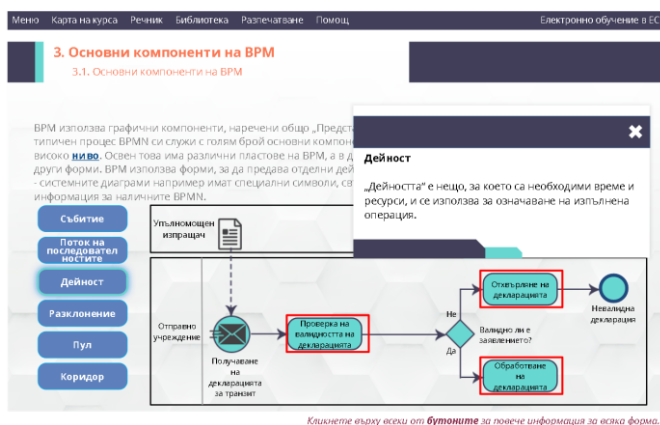 Меню Карта на курса Речник Библиотека Разпечатване Помощ Електронно обучение в ЕС
3. Основни компоненти на BPM
3.1. Основни компоненти на BPM
BPM използва графични компоненти, наречени общо „Предст
типичен процес BPMN си служи с голям брой основни компоне
високо ниво. Освен това има различни пластове на BPM, а в д
други форми. BPM използва форми, за да предава отделни дей
- системните диаграми например имат специални символи, св
информация за наличните BPMN.
Дейност
„Дейността“ е нещо, за което са необходими време и
ресурси, и се използва за означаване на изпълнена
операция.
Събитие
Поток на
последовател
ностите
Дейност
Разклонение
Пул
Коридор
Упълномощен
изпращач
Отправно
учреждение
Получаване
на
декларацията
за транзит
Проверка на
валидността на
декларацията
Не
Да
Валидно ли е
заявлението?
Отхвърляне на
декларацията
Обработване
на
декларацията
Невалидна
декларация
Кликнете върху всеки от бутоните за повече информация за всяка форма.